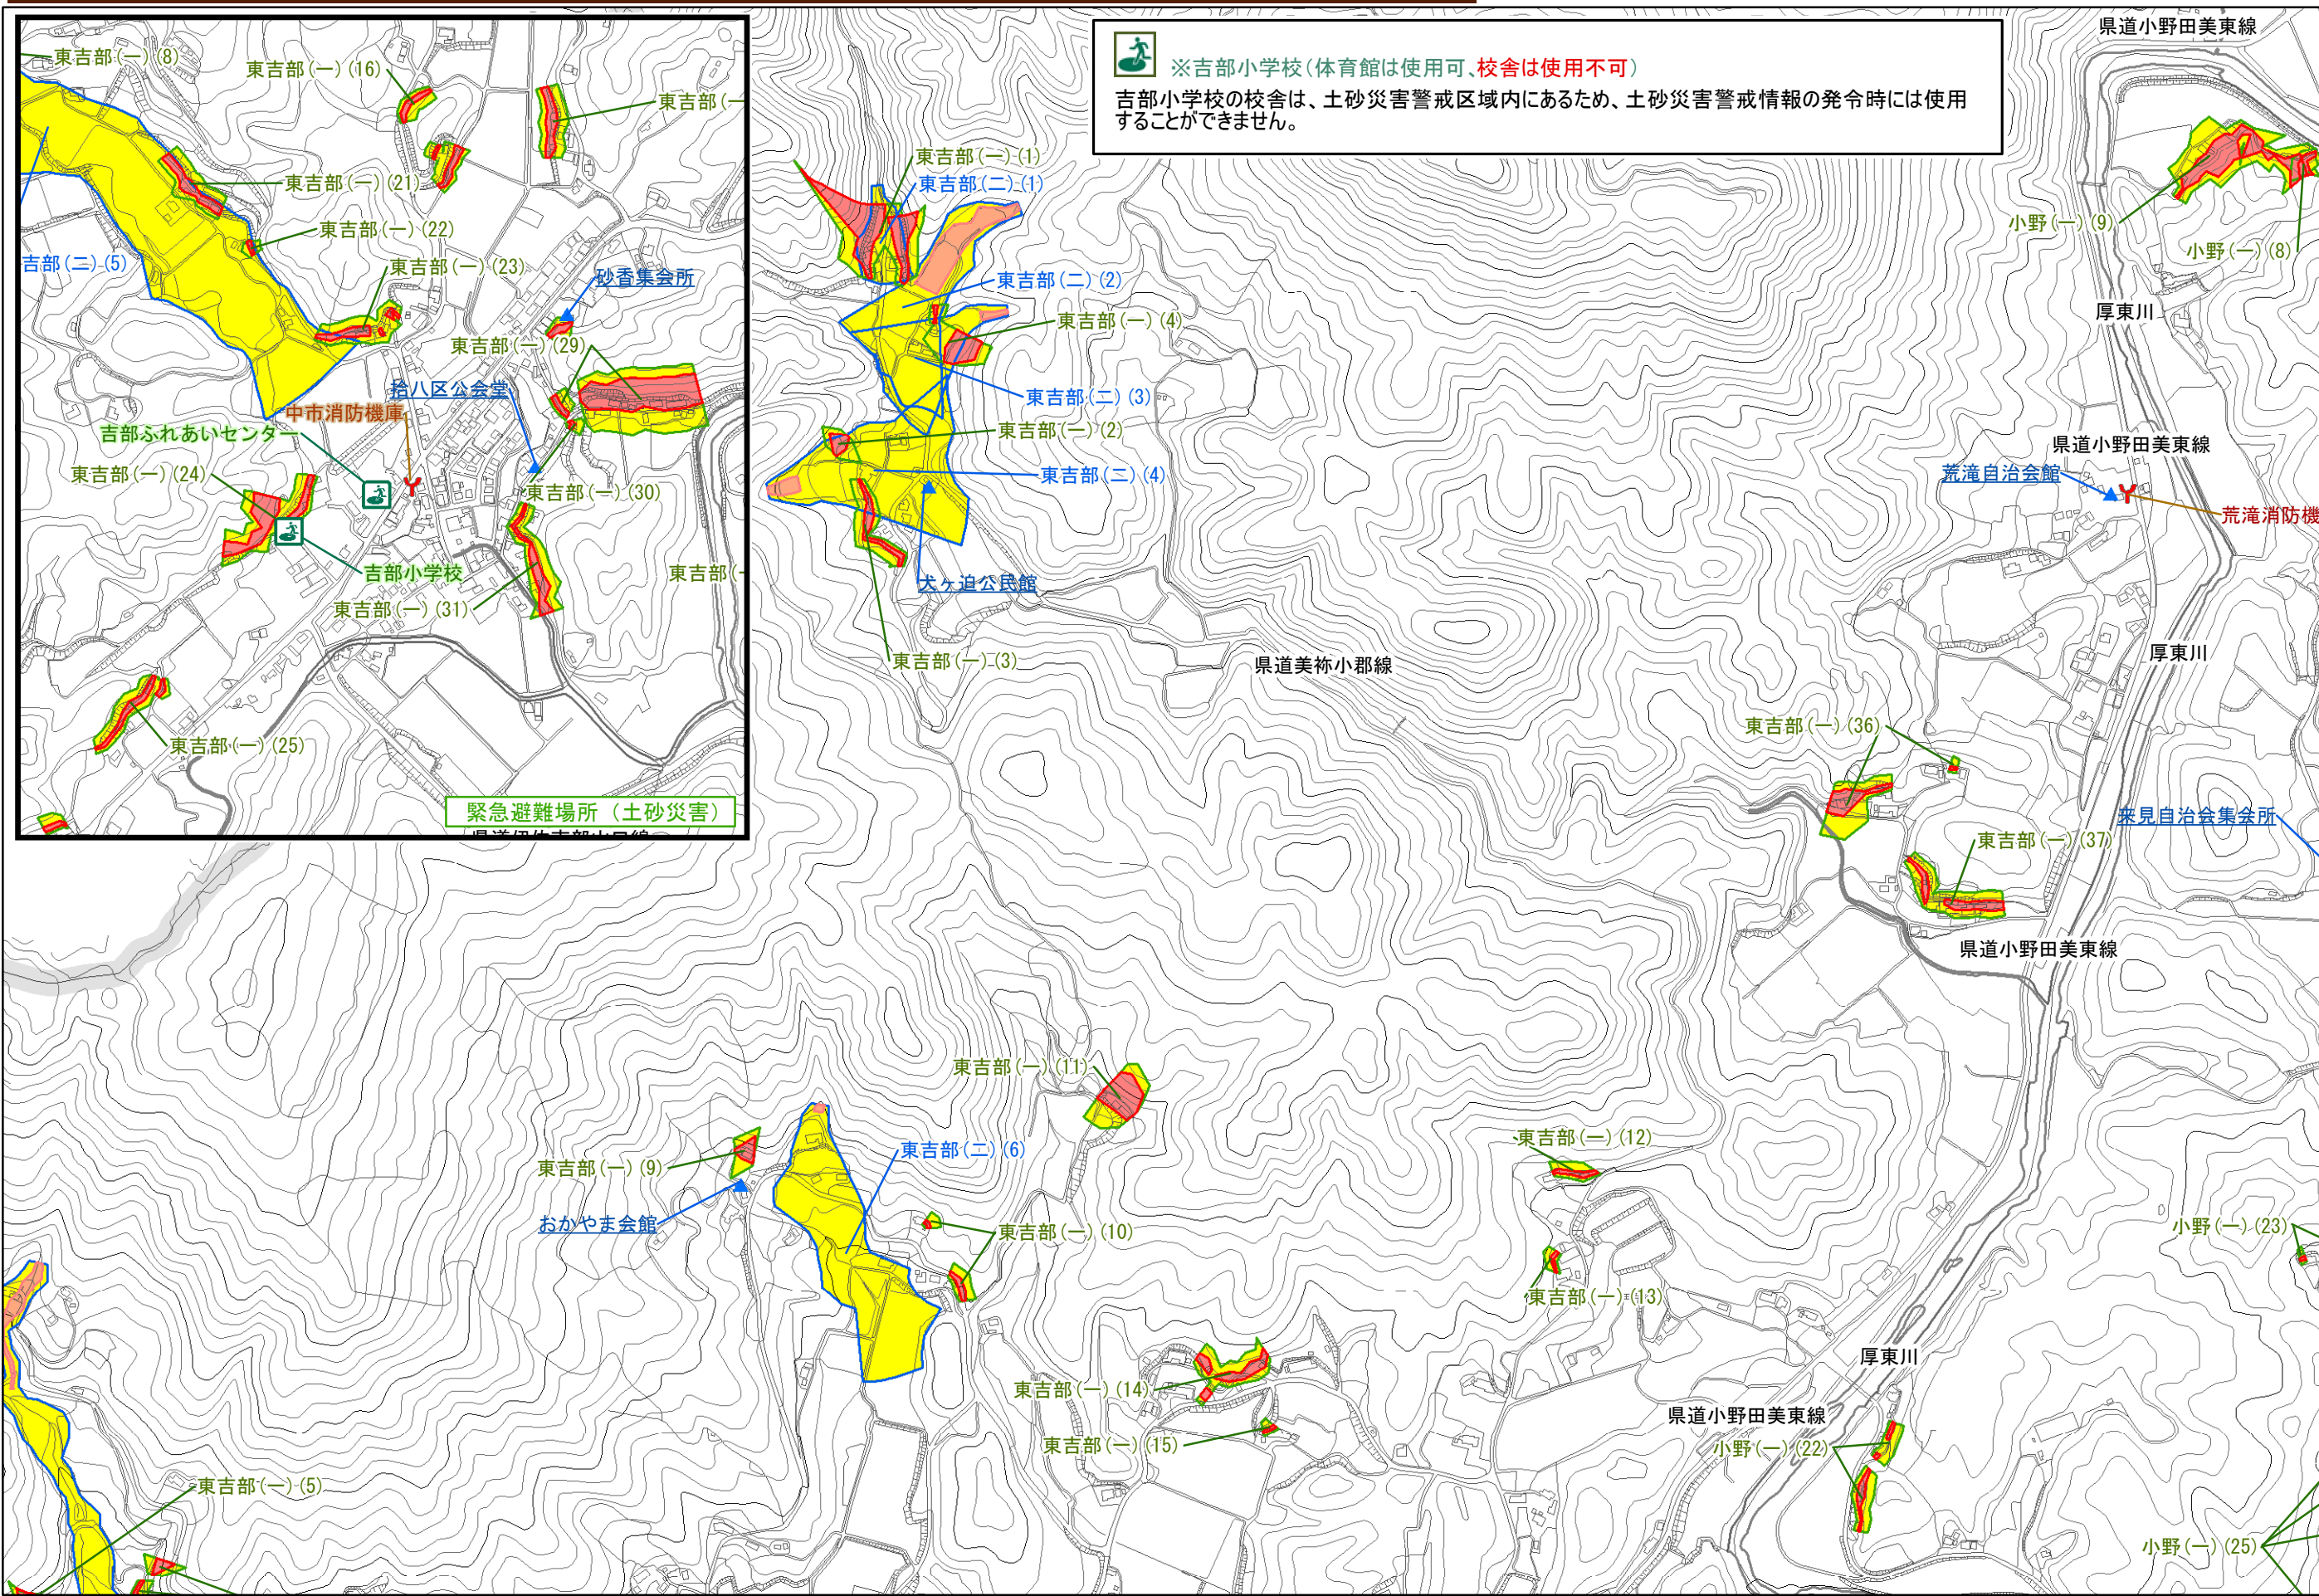 東吉部(一)(8)
東吉部(一)(16)
東吉部(一
東吉部(一)(21)
東吉部(一)(22)
吉部(二)(5)
東吉部(一)(23)
砂香集会所
東吉部(一)(29)
拾八区公会堂
中市消防機庫
吉部ふれあいセンター
東吉部(一)(24)
東吉部(一)(30)
吉部小学校
東吉部(
東吉部(一)(31)
東吉部(一)(25)
緊急避難場所（土砂災害）
※吉部小学校(体育館は使用可、校舎は使用不可)
吉部小学校の校舎は、土砂災害警戒区域内にあるため、土砂災害警戒情報の発令時には使用
することができません。
県道小野田美東線
東吉部(一)(1)
東吉部(二)(1)
小野(一)(9)
小野(一)(8)
東吉部(二)(2)
厚東川
東吉部(一)(4)
東吉部(二)(3)
東吉部(一)(2)
県道小野田美東線
東吉部(二)(4)
荒滝自治会館
荒滝消防機
犬ヶ迫公民館
東吉部(一)(3)
県道美祢小郡線
厚東川
東吉部(一)(36)
来見自治会集会所
東吉部(一)(37)
県道小野田美東線
東吉部(一)(11)
東吉部(一)(12)
東吉部(二)(6)
東吉部(一)(9)
おかやま会館
東吉部(一)(10)
小野(一)(23)
東吉部(一)(13)
厚東川
東吉部(一)(14)
県道小野田美東線
東吉部(一)(15)
小野(一)(22)
東吉部(一)(5)
小野(一)(25)